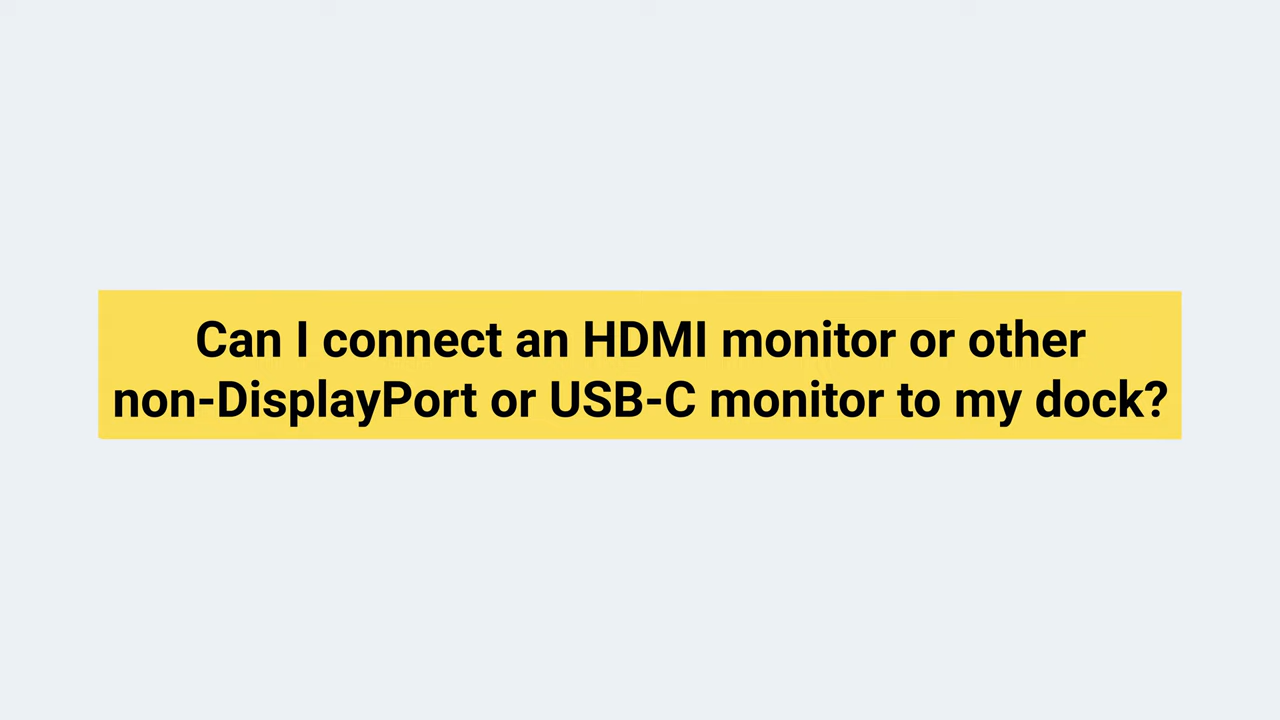 Can I connect an HDMI monitor or other
non-DisplayPort or USB-C monitor to my dock?